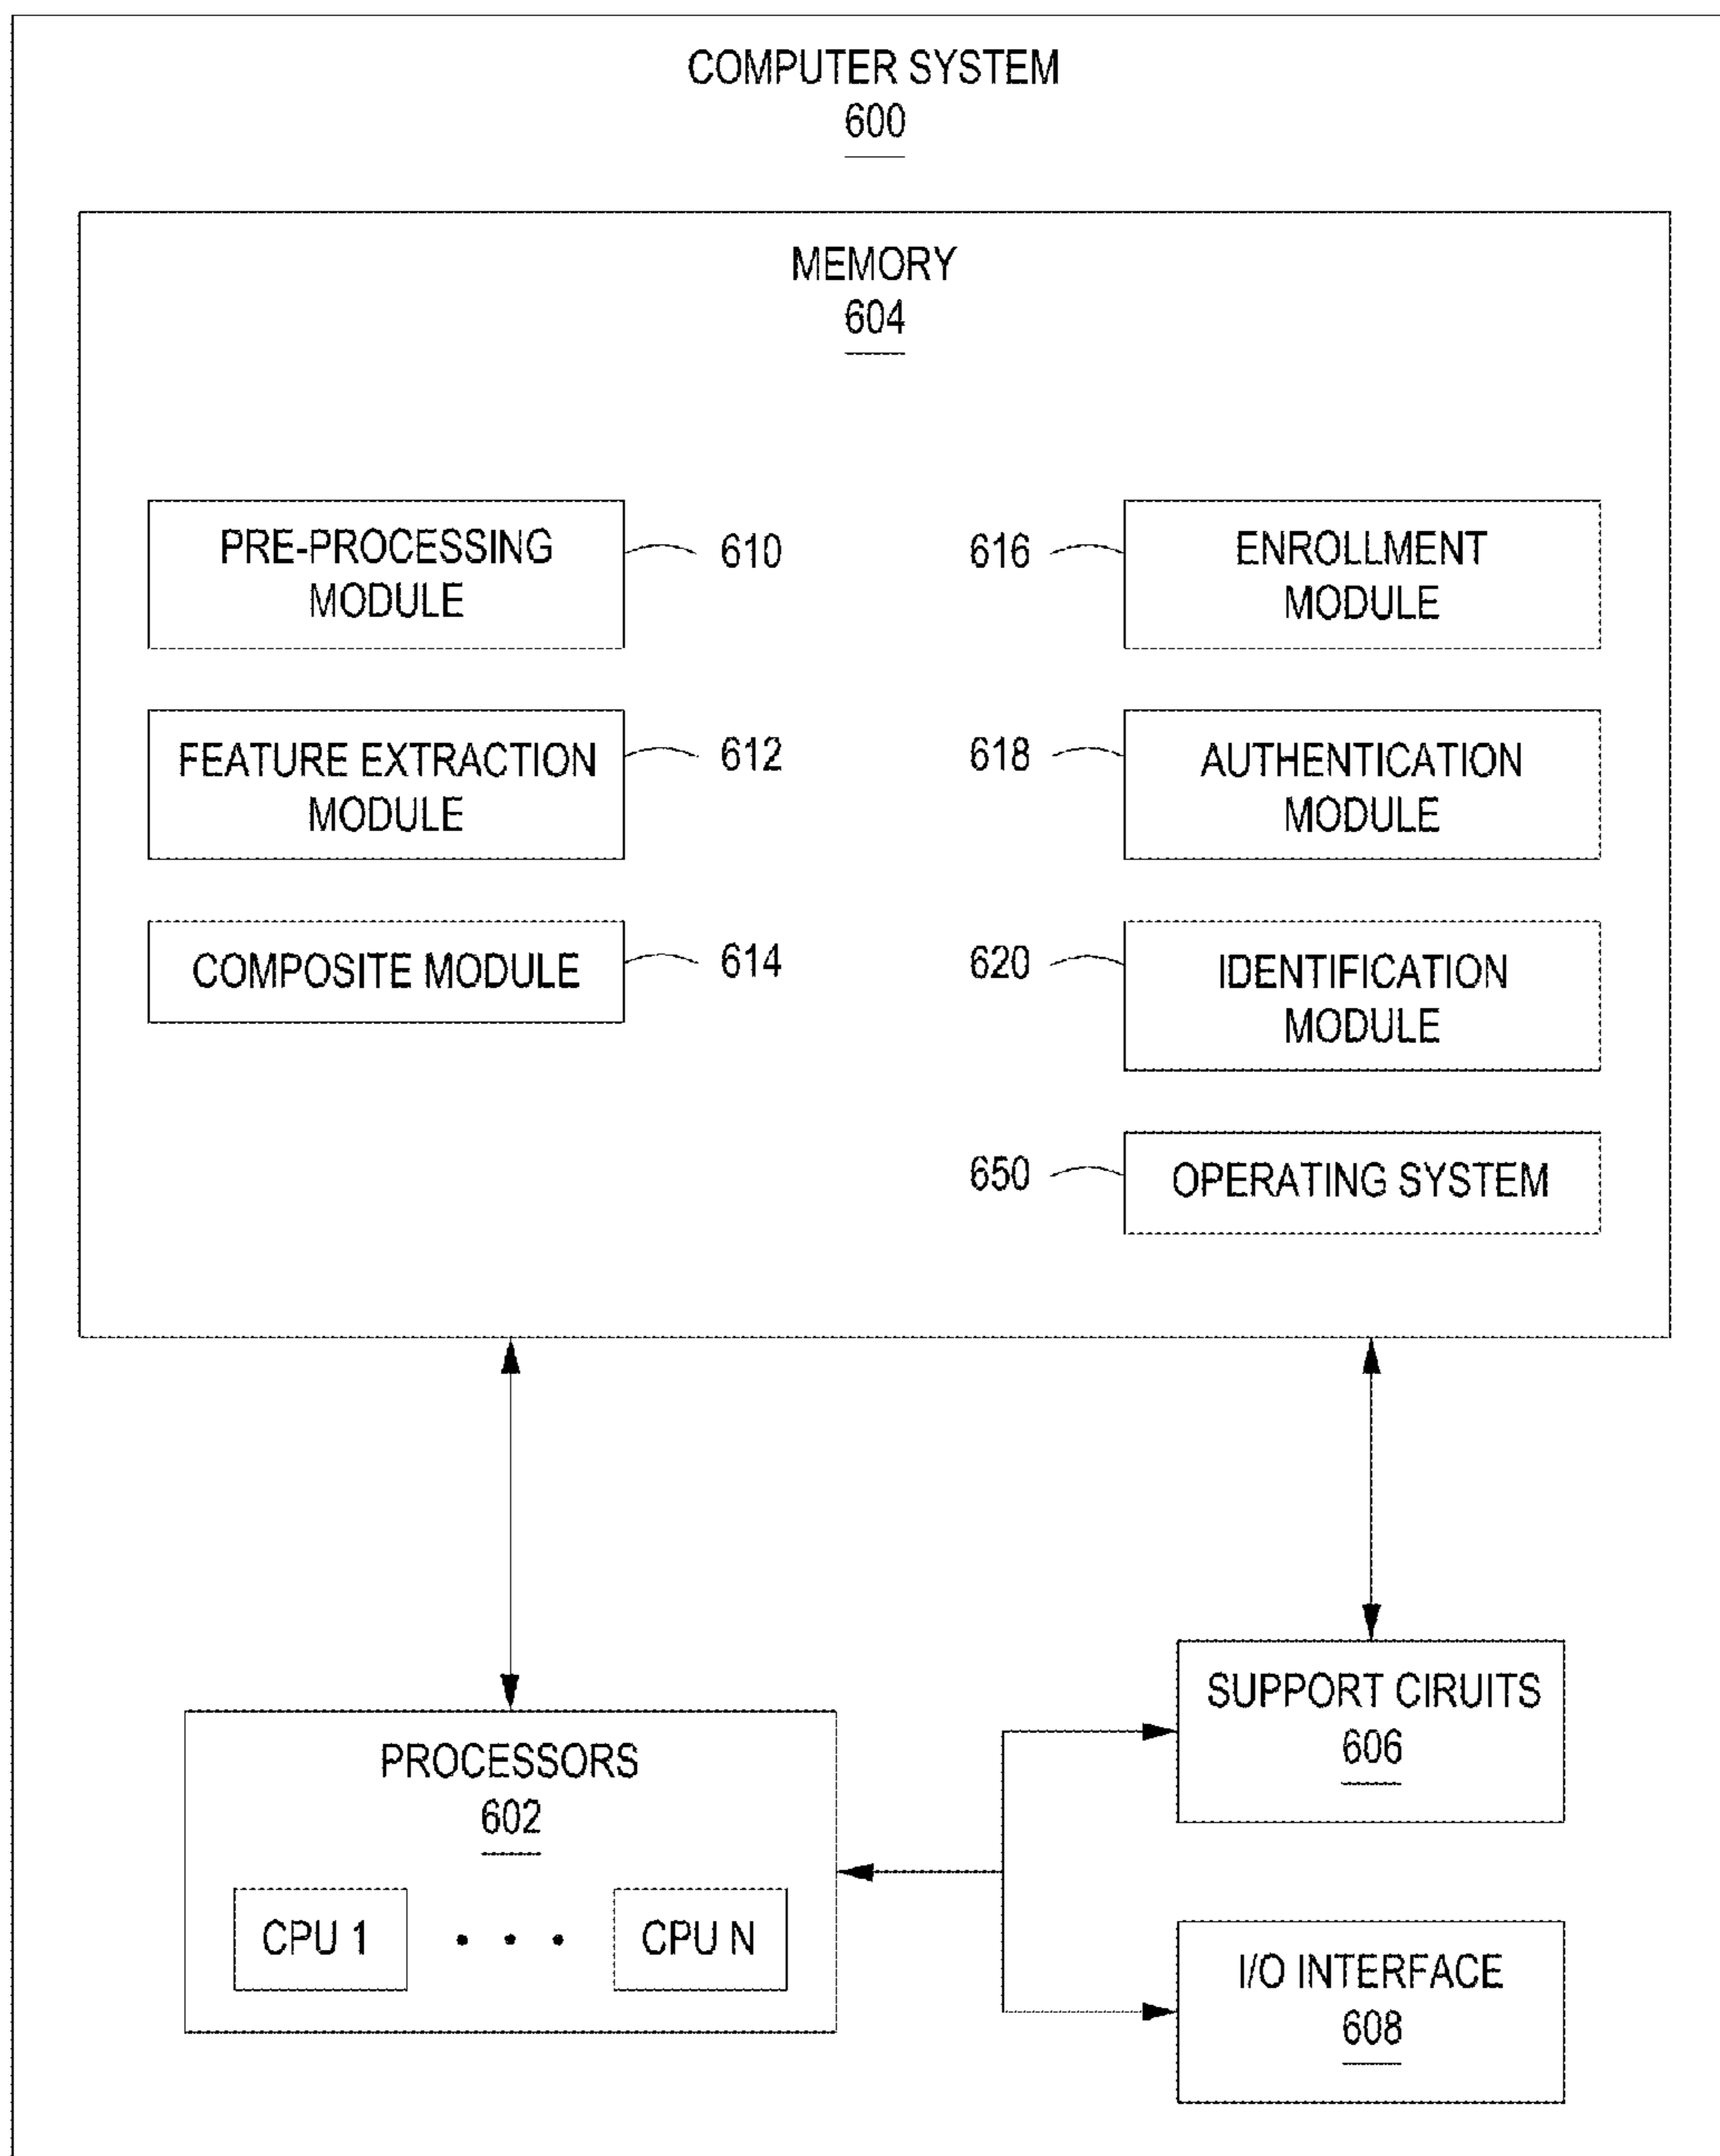 COMPUTER SYSTEM
600
MEMORY
604
PRE-PROCESSING
MODULE
610
FEATURE EXTRACTION
MODULE
612
COMPOSITE MODULE
614
616
ENROLLMENT
MODULE
618
AUTHENTICATION
MODULE
620
IDENTIFICATION
MODULE
650
OPERATING SYSTEM
PROCESSORS
602
CPU 1
• • •
CPU N
SUPPORT CIRUITS
606
I/O INTERFACE
608